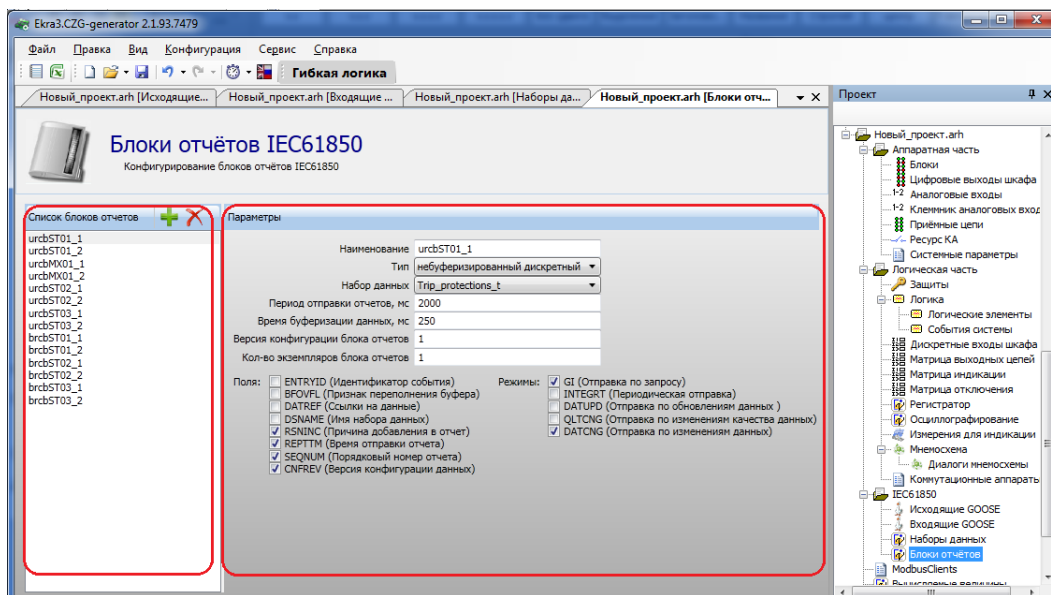 Ekra3.CZG-generator 2.1.93.7479
Файл Правка Вид Конфигурация Сервис Справка
Гибкая логика
Новый_проект.arh [Исходящие... Новый_проект.arh [Входящие ... Новый_проект.arh [Наборы да... Новый_проект.arh [Блоки отч...
Блоки отчётов IEC61850
Конфигурирование блоков отчётов IEC61850
Список блоков отчетов
urcbST01_1
urcbST01_2
urcbMX01_1
urcbMX01_2
urcbST02_1
urcbST02_2
urcbST03_1
urcbST03_2
brcbST01_1
brcbST01_2
brcbST02_1
brcbST02_2
brcbST03_1
brcbST03_2
Параметры
Наименование urcbST01_1
Тип небуферизированный дискретный
Набор данных Trip_protections_t
Период отправки отчетов, мс 2000
Время буферизации данных, мс 250
Версия конфигурации блока отчетов 1
Кол-во экземпляров блока отчетов 1
Поля:
ENTRYID (Идентификатор события)
BFOVFL (Признак переполнения буфера)
DATREF (Ссылки на данные)
DSNAME (Имя набора данных)
RSNINC (Причина добавления в отчет)
REPTTM (Время отправки отчета)
SEQNUM (Порядковый номер отчета)
CNFREV (Версия конфигурации данных)
Режимы:
GI (Отправка по запросу)
INTEGRT (Периодическая отправка)
DATUPD (Отправка по обновлениям данных )
QLTCNG (Отправка по изменениям качества данных)
DATCNG (Отправка по изменениям данных)
Проект
Новый_проект.arh
Аппаратная часть
Блоки
Цифровые выходы шкафа
1-2 Аналоговые входы
1-2 Клеммник аналоговых вход
Приёмные цепи
Ресурс КА
Системные параметры
Логическая часть
Защиты
Логика
Логические элементы
События системы
Дискретные входы шкафа
Матрица выходных цепей
Матрица индикации
Матрица отключения
Регистратор
Осциллографирование
Измерения для индикации
Мнемосхема
Диалоги мнемосхемы
Коммутационные аппарать
IEC61850
Исходящие GOOSE
Входящие GOOSE
Наборы данных
Блоки отчётов
ModbusClients
Вычисляемые величины